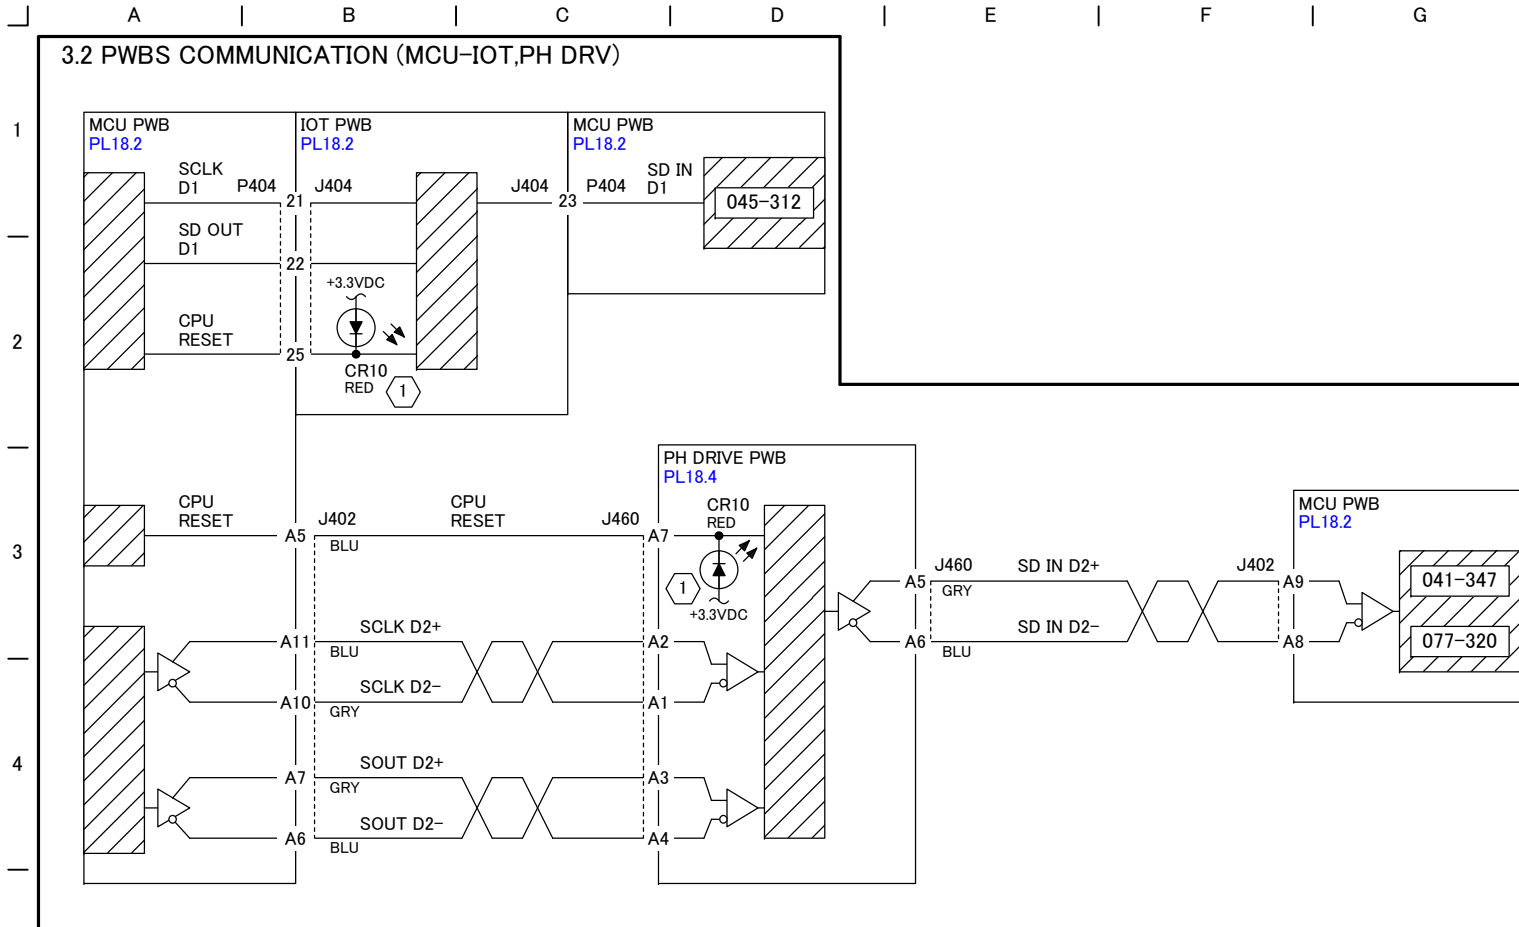 A B C D E F G
3.2 PWBS COMMUNICATION (MCU-IOT,PH DRV)
1
MCU PWB
PL18.2
IOT PWB
PL18.2
MCU PWB
PL18.2
SCLK
D1
P404
21
J404
J404
23
P404
SD IN
D1
045-312
SD OUT
D1
22
+3.3VDC
2
CPU
RESET
25
CR10
RED
1
PH DRIVE PWB
PL18.4
3
CPU
RESET
A5
J402
BLU
CPU
RESET
J460
A7
CR10
RED
1
+3.3VDC
MCU PWB
PL18.2
A5
J460
GRY
SD IN D2+
J402
A9
041-347
A6
BLU
SD IN D2-
A8
077-320
A11
SCLK D2+
BLU
A2
A10
SCLK D2-
GRY
A1
4
A7
SOUT D2+
GRY
A3
A6
SOUT D2-
BLU
A4